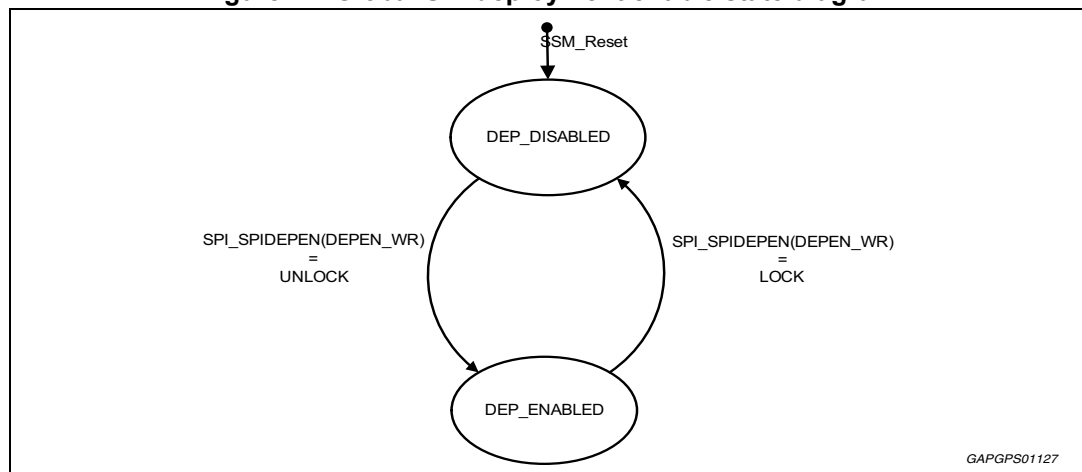 SSM_Reset
DEP_DISABLED
SPI_SPIDEPEN(DEPEN_WR)
=
UNLOCK
SPI_SPIDEPEN(DEPEN_WR)
=
LOCK
DEP_ENABLED
GAPGPS01127